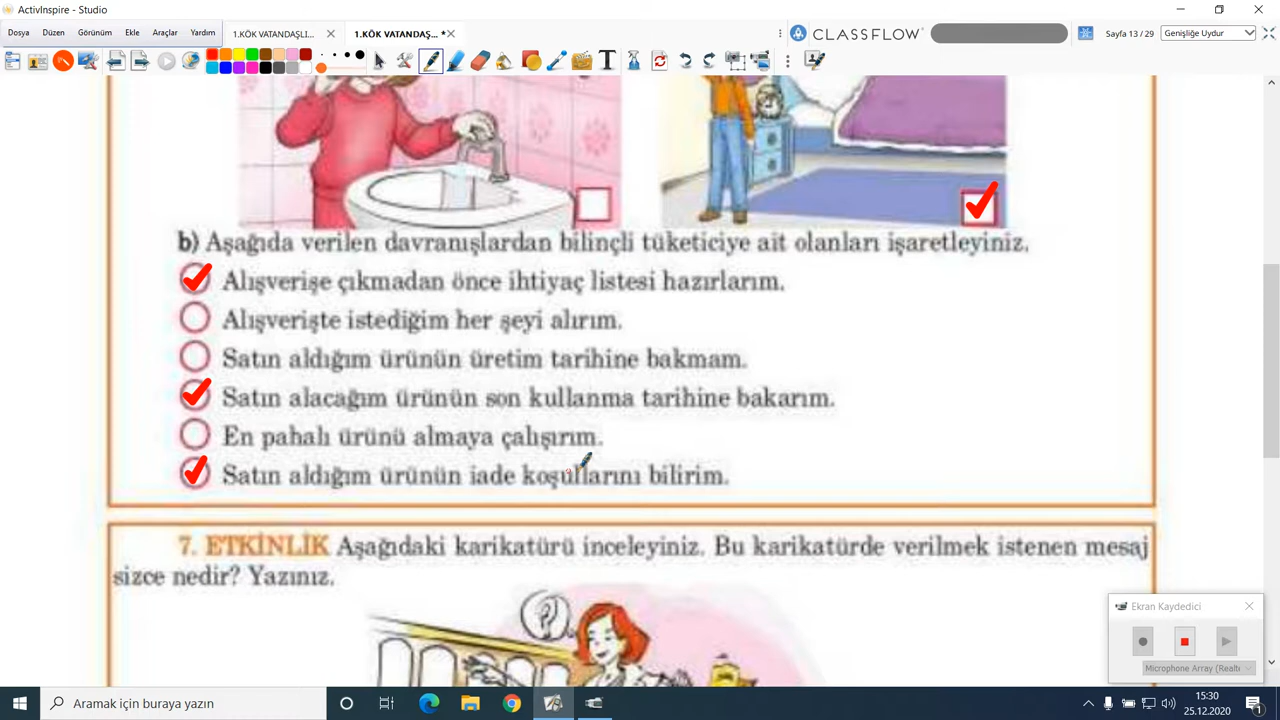 ActivInspire - Studio
Dosya Düzen Görünüm Ekle Araçlar Yardım
1.KÖK VATANDAŞLI...
1.KÖK VATANDAŞ... *
CLASSFLOW
Sayfa 13 / 29
Genişliğe Uydur
b) Aşağıda verilen davranışlardan bilinçli tüketiciye ait olanları işaretleyiniz.
Alışverişe çıkmadan önce ihtiyaç listesi hazırlarım.
Alışverişte istediğim her şeyi alırım.
Satın aldığım ürünün üretim tarihine bakmam.
Satın alacağım ürünün son kullanma tarihine bakarım.
En pahalı ürünü almaya çalışırım.
Satın aldığım ürünün iade koşullarını bilirim.
7. ETKİNLİK Aşağıdaki karikatürü inceleyiniz. Bu karikatürde verilmek istenen mesaj
sizce nedir? Yazınız.
?
Ekran Kaydedici
Microphone Array (Realte
Aramak için buraya yazın
15:30
25.12.2020
1